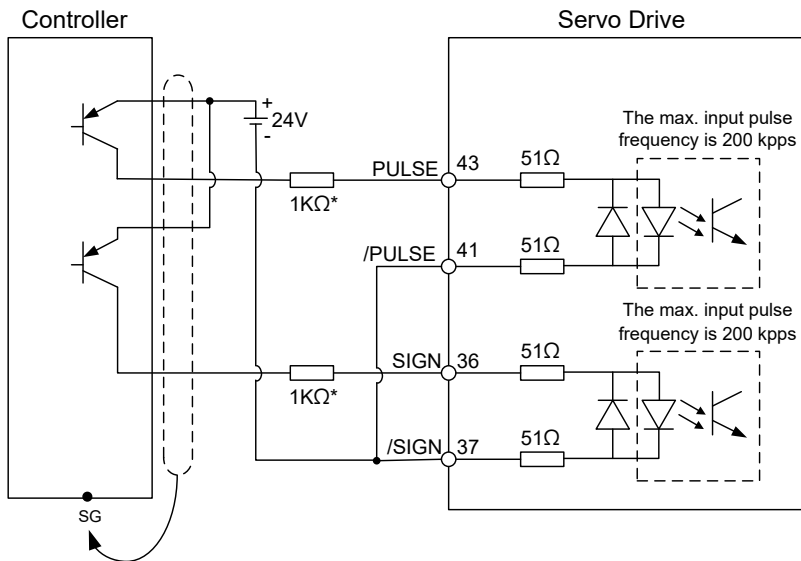 Controller
Servo Drive
+
24V
-
The max. input pulse
frequency is 200 kpps
PULSE
43
51Ω
1KΩ*
/PULSE
41
51Ω
The max. input pulse
frequency is 200 kpps
SIGN
36
51Ω
1KΩ*
/SIGN
37
51Ω
SG